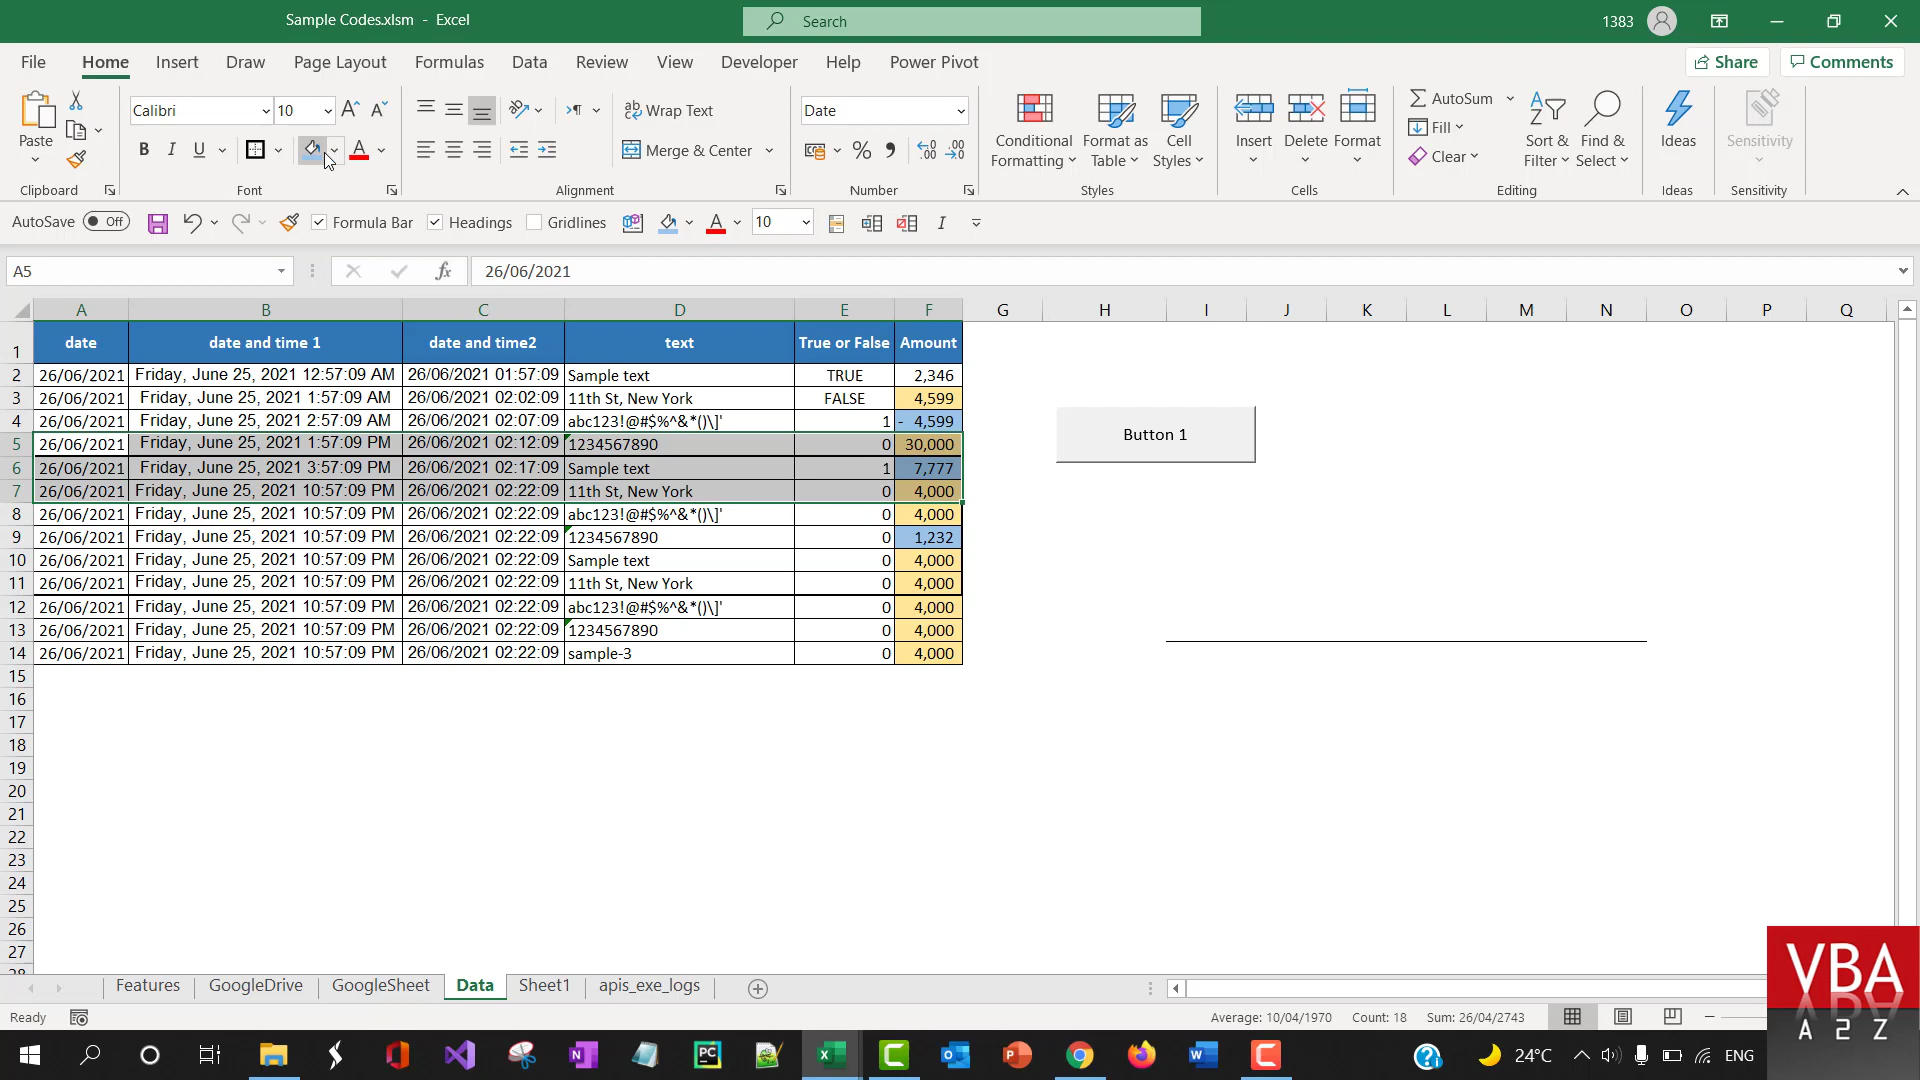 Sample Codes.xlsm - Excel
Search
1383
File Home Insert Draw Page Layout Formulas Data Review View Developer Help Power Pivot
Share Comments
Paste
Clipboard
Calibri 10
B I U
Font
Wrap Text
Merge & Center
Alignment
Date
Number
Conditional Formatting
Format as Table
Cell Styles
Styles
Insert Delete Format
Cells
AutoSum
Fill
Clear
Sort & Filter
Find & Select
Editing
Ideas
Ideas
Sensitivity
Sensitivity
AutoSave Off Formula Bar Headings Gridlines 10
A5 fx 26/06/2021
A B C D E F G H I J K L M N O P Q
1 date date and time 1 date and time2 text True or False Amount
2 26/06/2021 Friday, June 25, 2021 12:57:09 AM 26/06/2021 01:57:09 Sample text TRUE 2,346
3 26/06/2021 Friday, June 25, 2021 1:57:09 AM 26/06/2021 02:02:09 11th St, New York FALSE 4,599
4 26/06/2021 Friday, June 25, 2021 2:57:09 AM 26/06/2021 02:07:09 abc123!@#$%^&*()\]' 1 - 4,599
5 26/06/2021 Friday, June 25, 2021 1:57:09 PM 26/06/2021 02:12:09 1234567890 0 30,000
6 26/06/2021 Friday, June 25, 2021 3:57:09 PM 26/06/2021 02:17:09 Sample text 1 7,777
7 26/06/2021 Friday, June 25, 2021 10:57:09 PM 26/06/2021 02:22:09 11th St, New York 0 4,000
8 26/06/2021 Friday, June 25, 2021 10:57:09 PM 26/06/2021 02:22:09 abc123!@#$%^&*()\]' 0 4,000
9 26/06/2021 Friday, June 25, 2021 10:57:09 PM 26/06/2021 02:22:09 1234567890 0 1,232
10 26/06/2021 Friday, June 25, 2021 10:57:09 PM 26/06/2021 02:22:09 Sample text 0 4,000
11 26/06/2021 Friday, June 25, 2021 10:57:09 PM 26/06/2021 02:22:09 11th St, New York 0 4,000
12 26/06/2021 Friday, June 25, 2021 10:57:09 PM 26/06/2021 02:22:09 abc123!@#$%^&*()\]' 0 4,000
13 26/06/2021 Friday, June 25, 2021 10:57:09 PM 26/06/2021 02:22:09 1234567890 0 4,000
14 26/06/2021 Friday, June 25, 2021 10:57:09 PM 26/06/2021 02:22:09 sample-3 0 4,000
15
16
17
18
19
20
21
22
23
24
25
26
27
28
Button 1
Features GoogleDrive GoogleSheet Data Sheet1 apis_exe_logs
Ready Average: 10/04/1970 Count: 18 Sum: 26/04/2743
24°C ENG
VBA
A 2 Z